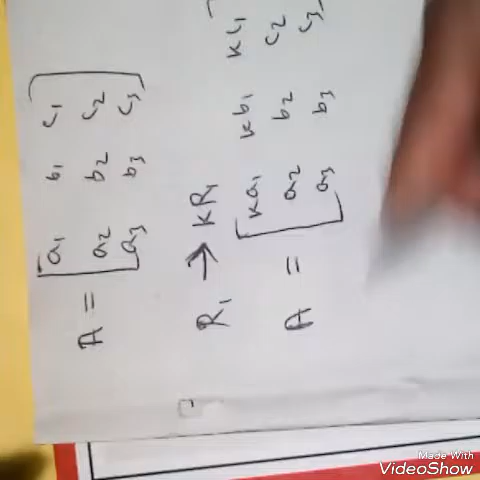 A = [a1 b1 c1
a2 b2 c2
a3 b3 c3]
R1 → KR1
A = [Ka1 Kb1 Kc1
a2 b2 c2
a3 b3 c3]
Made With
VideoShow